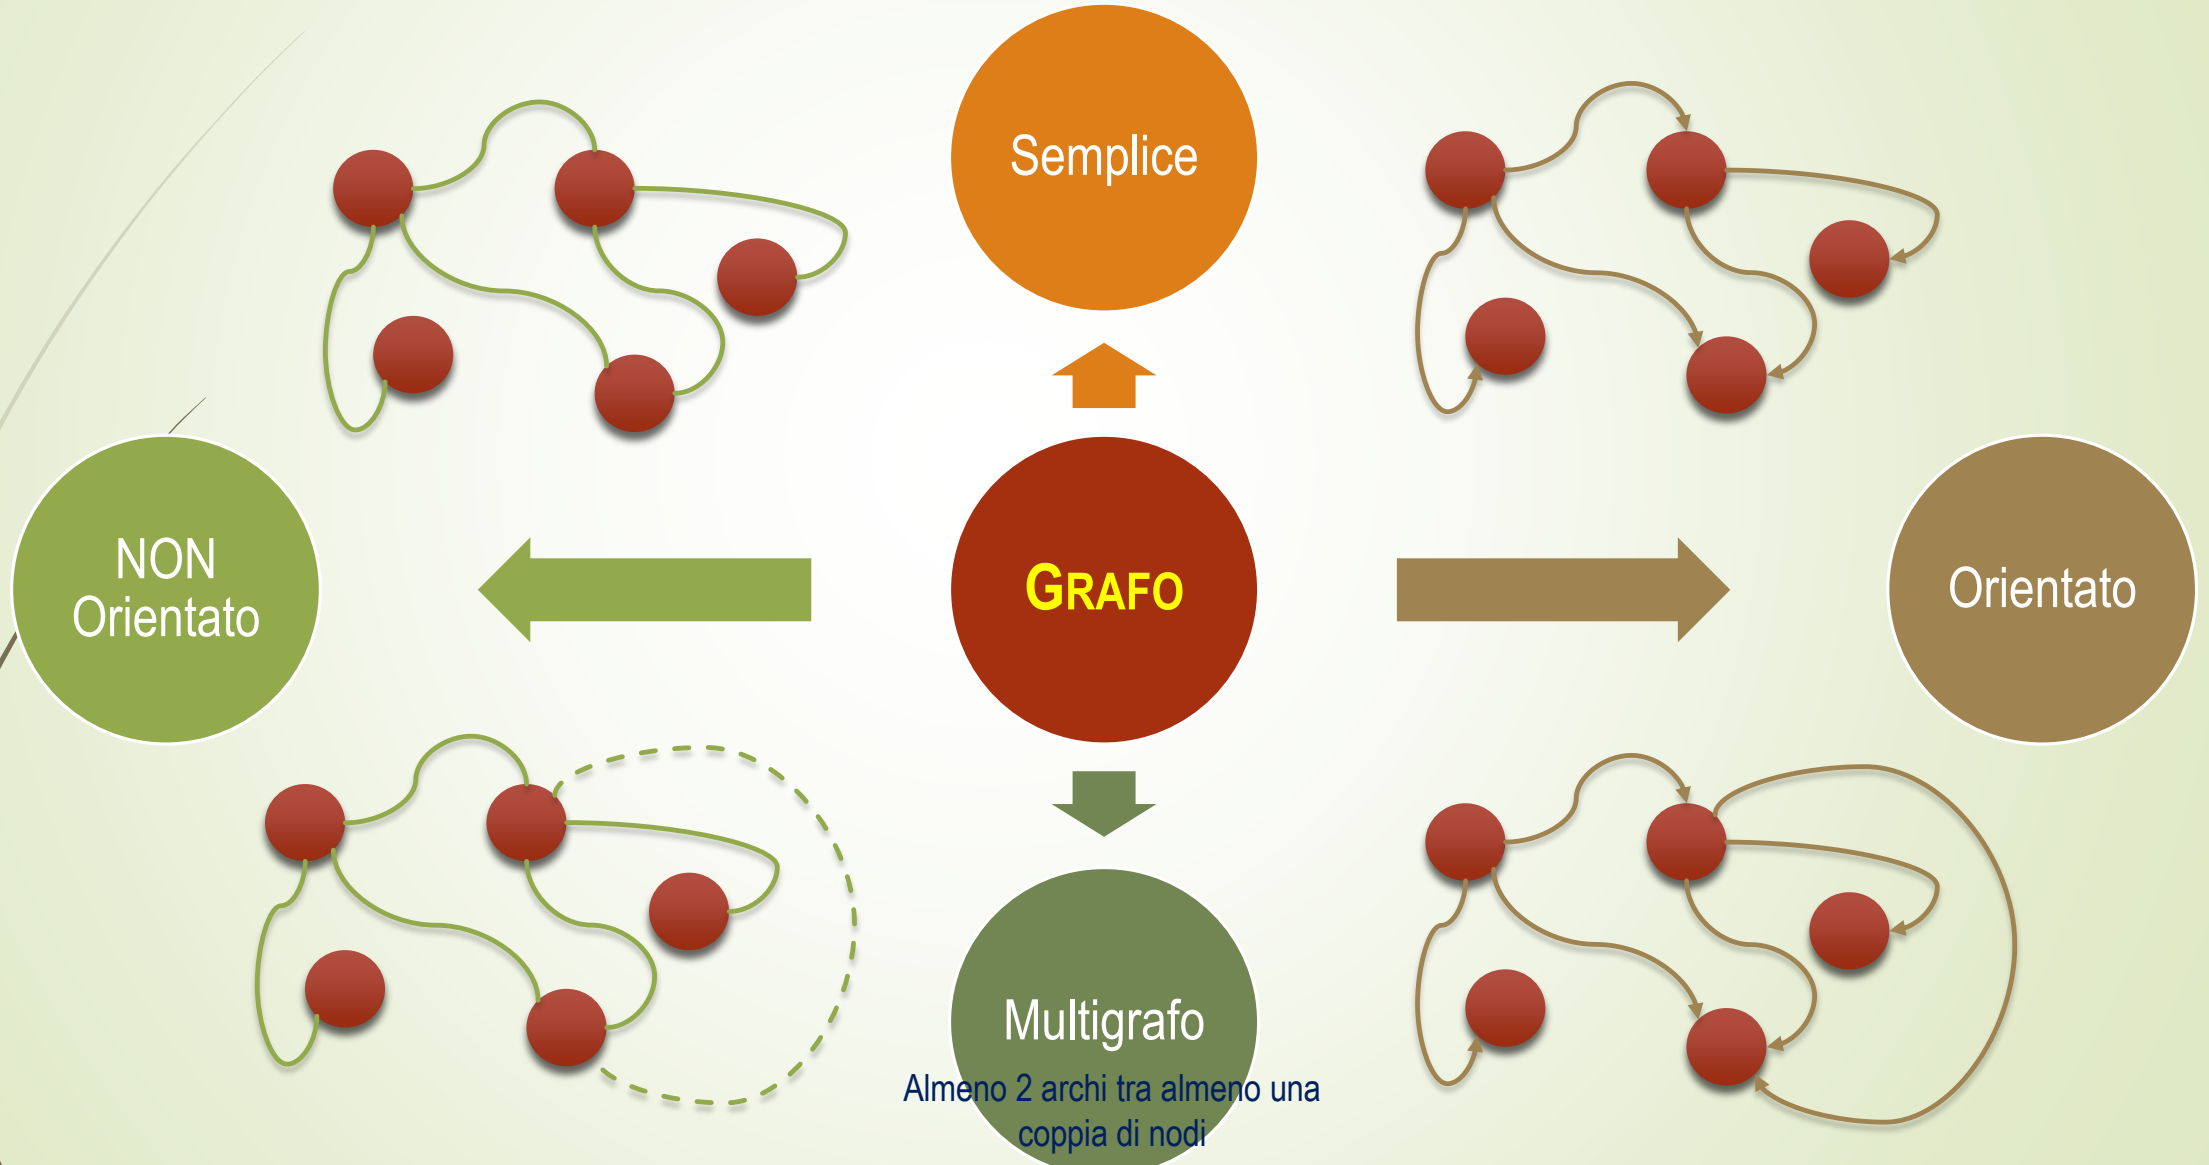 Semplice
NON
Orientato
GRAFO
Orientato
Multigrafo
Almeno 2 archi tra almeno una
coppia di nodi